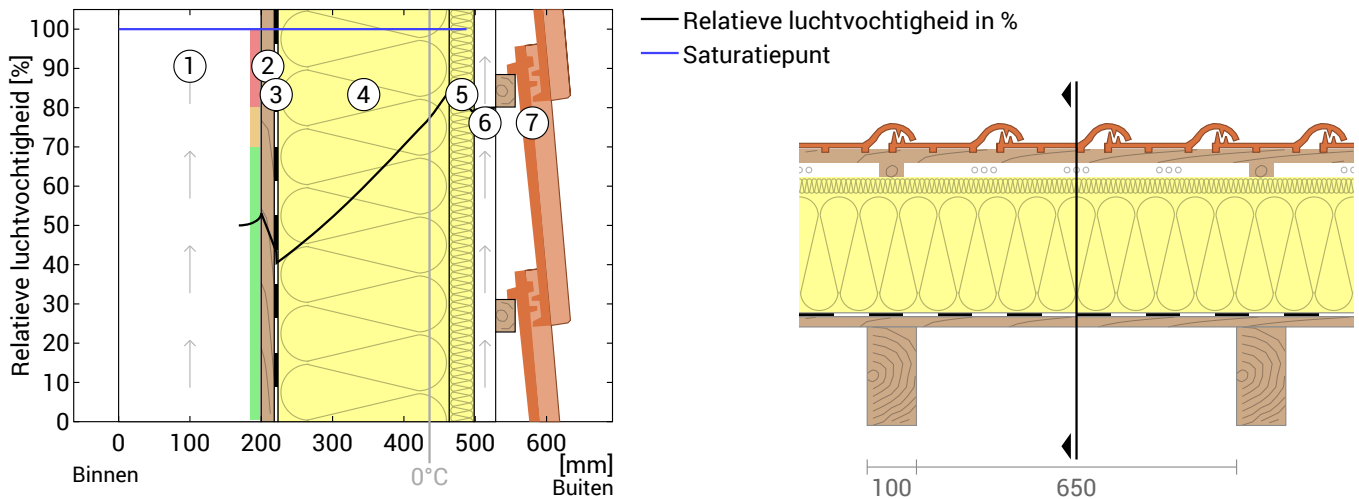 Relatieve luchtvochtigheid in %
Saturatiepunt
Relatieve luchtvochtigheid [%]
100
90
80
70
60
50
40
30
20
10
0
1
2
3
4
5
6
7
0 100 200 300 400 500 600
[mm]
Binnen
0°C
Buiten
100 650